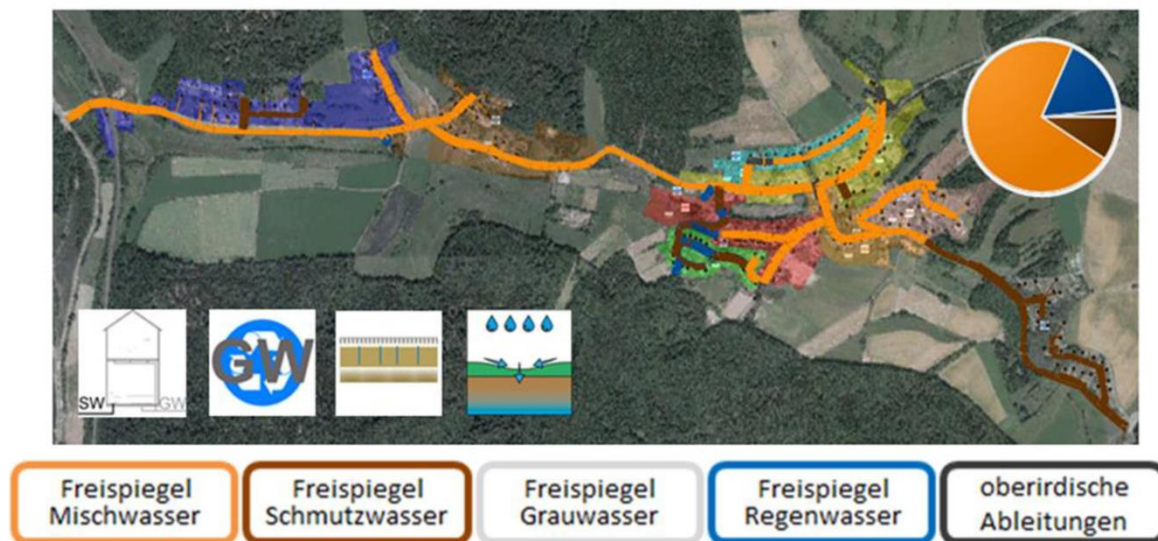 GW
SW
GW
Freispiegel
Mischwasser
Freispiegel
Schmutzwasser
Freispiegel
Grauwasser
Freispiegel
Regenwasser
oberirdische
Ableitungen